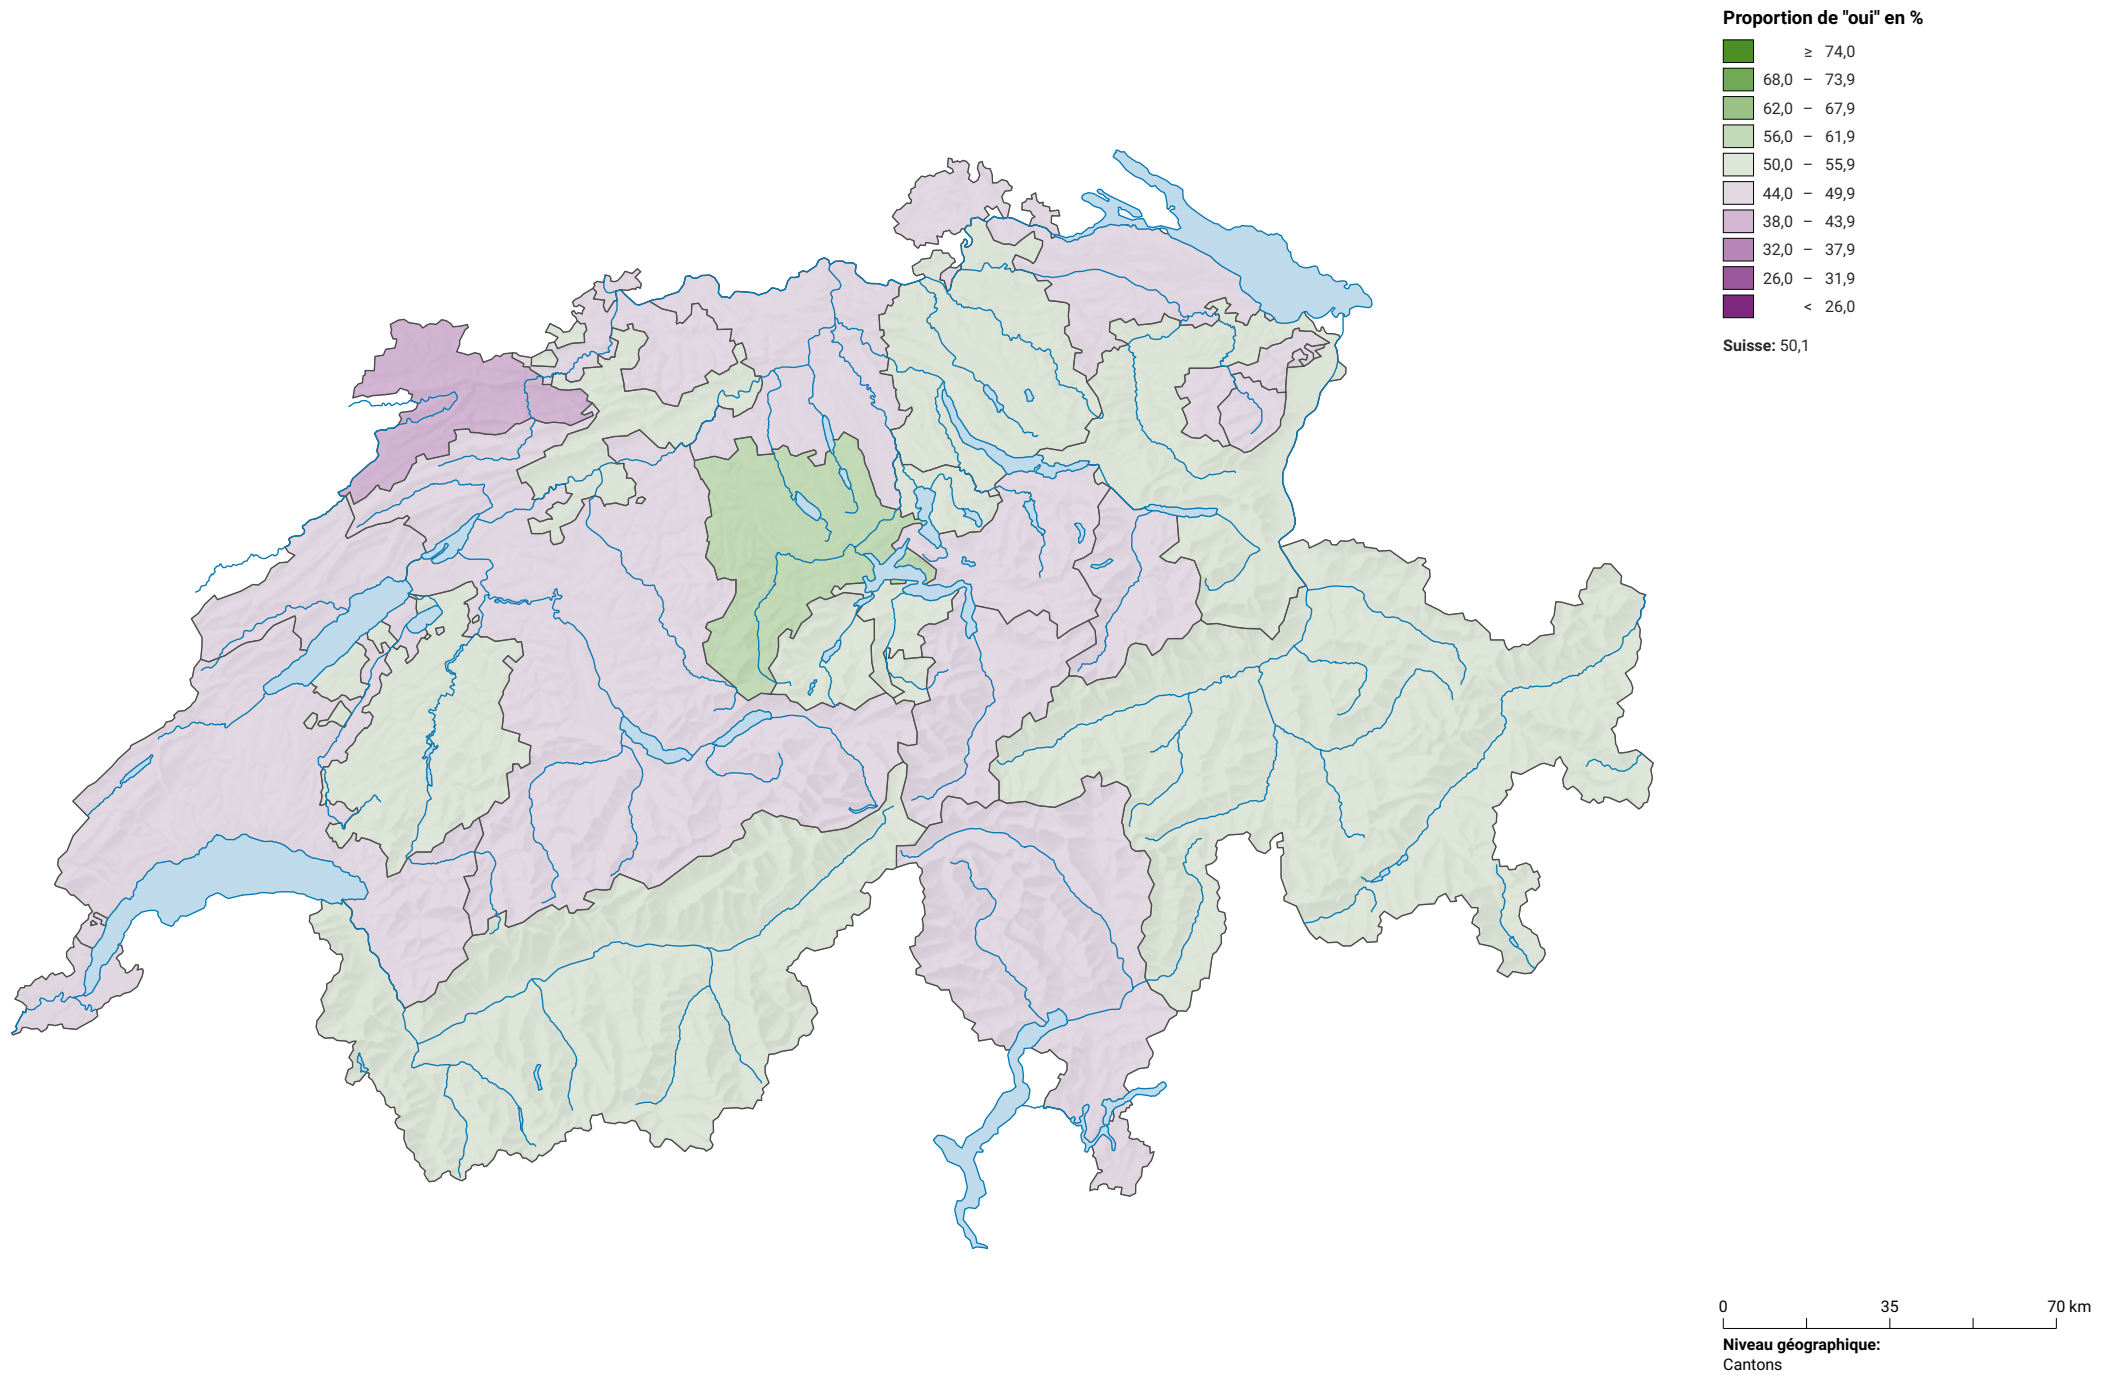 Proportion de "oui" en %
≥ 74,0
68,0 – 73,9
62,0 – 67,9
56,0 – 61,9
50,0 – 55,9
44,0 – 49,9
38,0 – 43,9
32,0 – 37,9
26,0 – 31,9
< 26,0
Suisse: 50,1
0 35 70 km
Niveau géographique:
Cantons